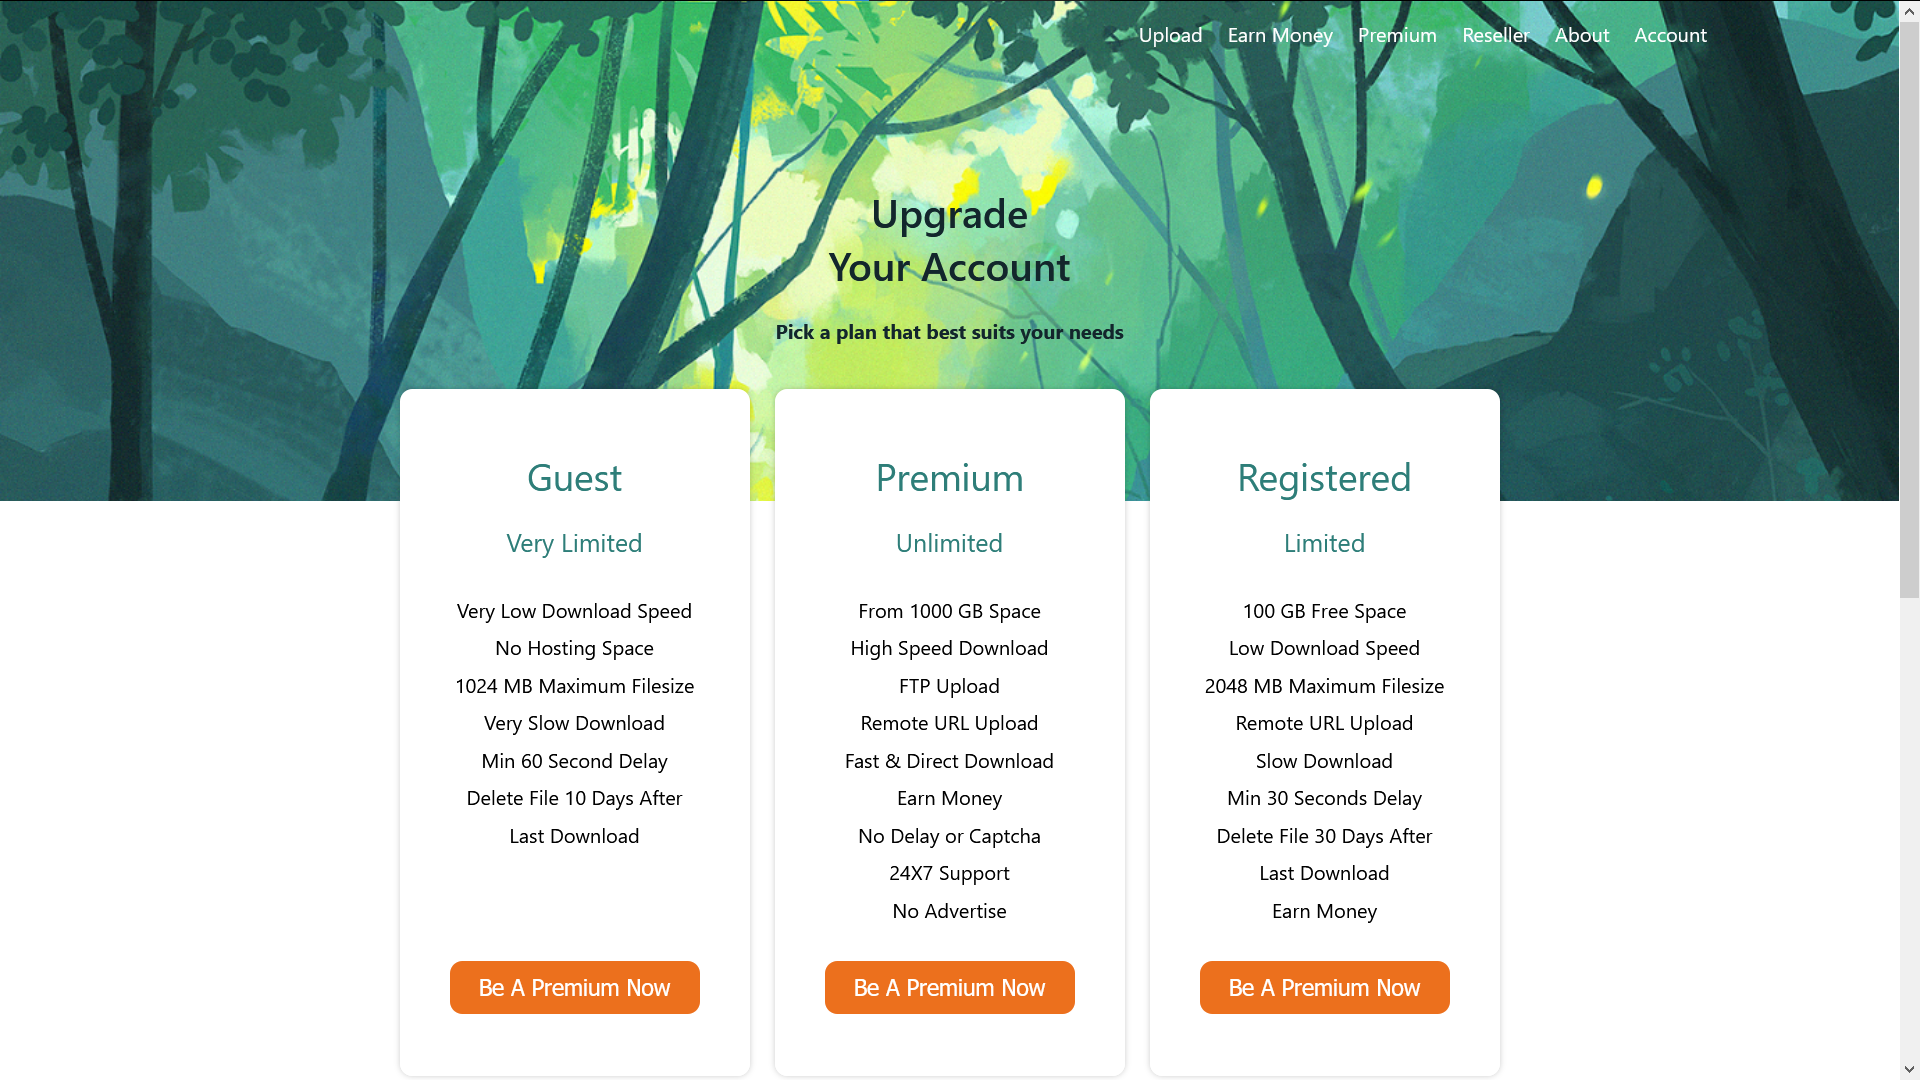 Upload Earn Money Premium Reseller About Account
Upgrade
Your Account
Pick a plan that best suits your needs
Guest
Very Limited
Very Low Download Speed
No Hosting Space
1024 MB Maximum Filesize
Very Slow Download
Min 60 Second Delay
Delete File 10 Days After
Last Download
Be A Premium Now
Premium
Unlimited
From 1000 GB Space
High Speed Download
FTP Upload
Remote URL Upload
Fast & Direct Download
Earn Money
No Delay or Captcha
24X7 Support
No Advertise
Be A Premium Now
Registered
Limited
100 GB Free Space
Low Download Speed
2048 MB Maximum Filesize
Remote URL Upload
Slow Download
Min 30 Seconds Delay
Delete File 30 Days After
Last Download
Earn Money
Be A Premium Now